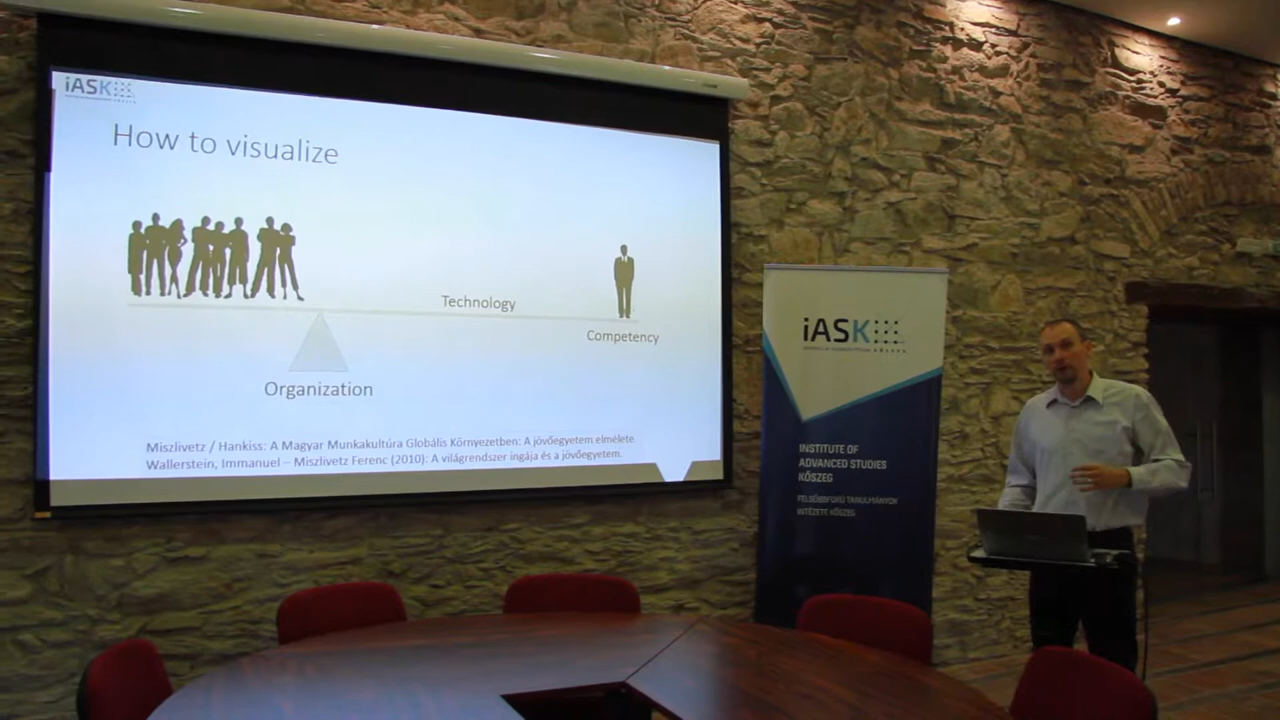 iASK
How to visualize
Technology
Competency
Organization
Miszlivetz / Hankiss: A Magyar Munkakultúra Globális Környezetben: A jövőegyetem elmélete
Wallerstein, Immanuel – Miszlivetz Ferenc (2010): A világrendszer ingája és a jövőegyetem.
iASK
KŐSZEG
INSTITUTE OF
ADVANCED STUDIES
KŐSZEG
FELSŐBBFOKÚ TANULMÁNYOK
INTÉZETE KŐSZEG